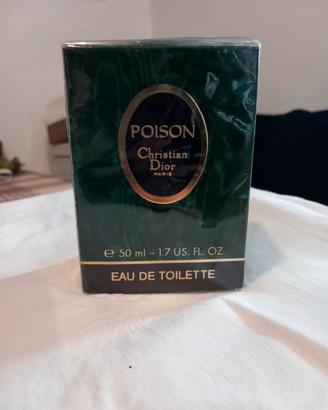 POISON
Christian
Dior
PARIS
℮ 50 ml – 1.7 US. FL. OZ.
EAU DE TOILETTE